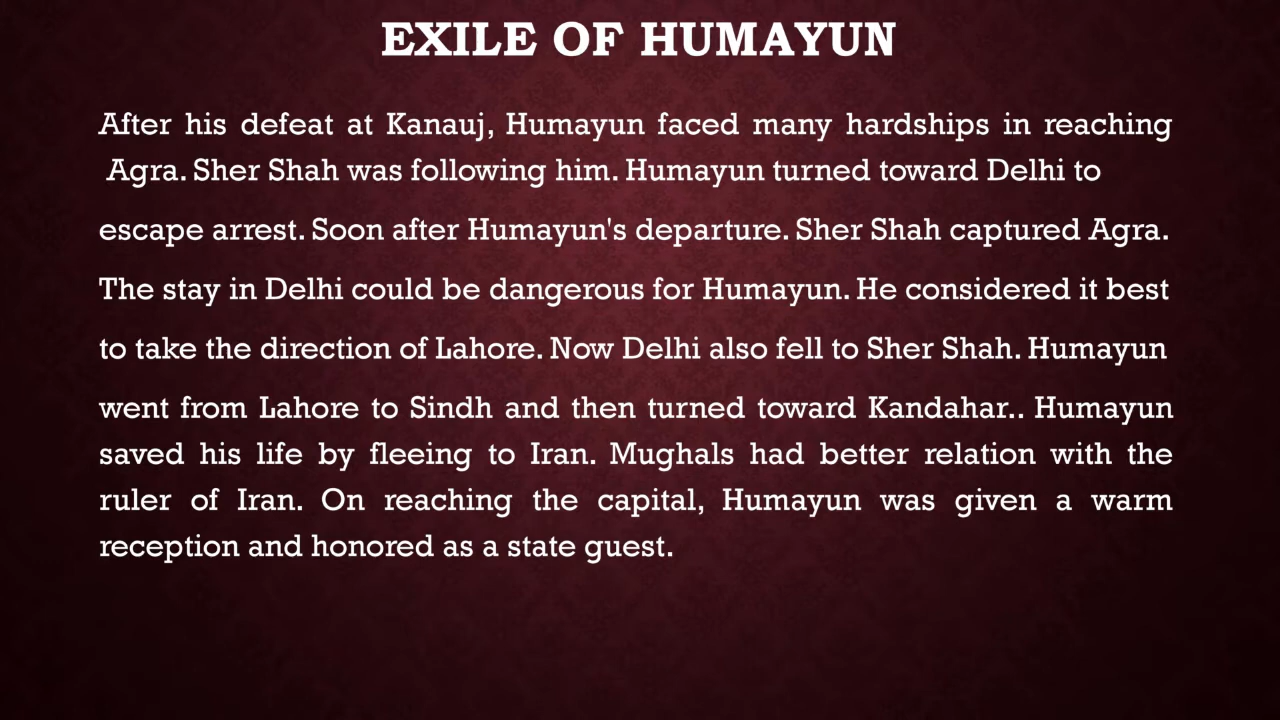 EXILE OF HUMAYUN
After his defeat at Kanauj, Humayun faced many hardships in reaching
Agra. Sher Shah was following him. Humayun turned toward Delhi to
escape arrest. Soon after Humayun's departure. Sher Shah captured Agra.
The stay in Delhi could be dangerous for Humayun. He considered it best
to take the direction of Lahore. Now Delhi also fell to Sher Shah. Humayun
went from Lahore to Sindh and then turned toward Kandahar.. Humayun
saved his life by fleeing to Iran. Mughals had better relation with the
ruler of Iran. On reaching the capital, Humayun was given a warm
reception and honored as a state guest.